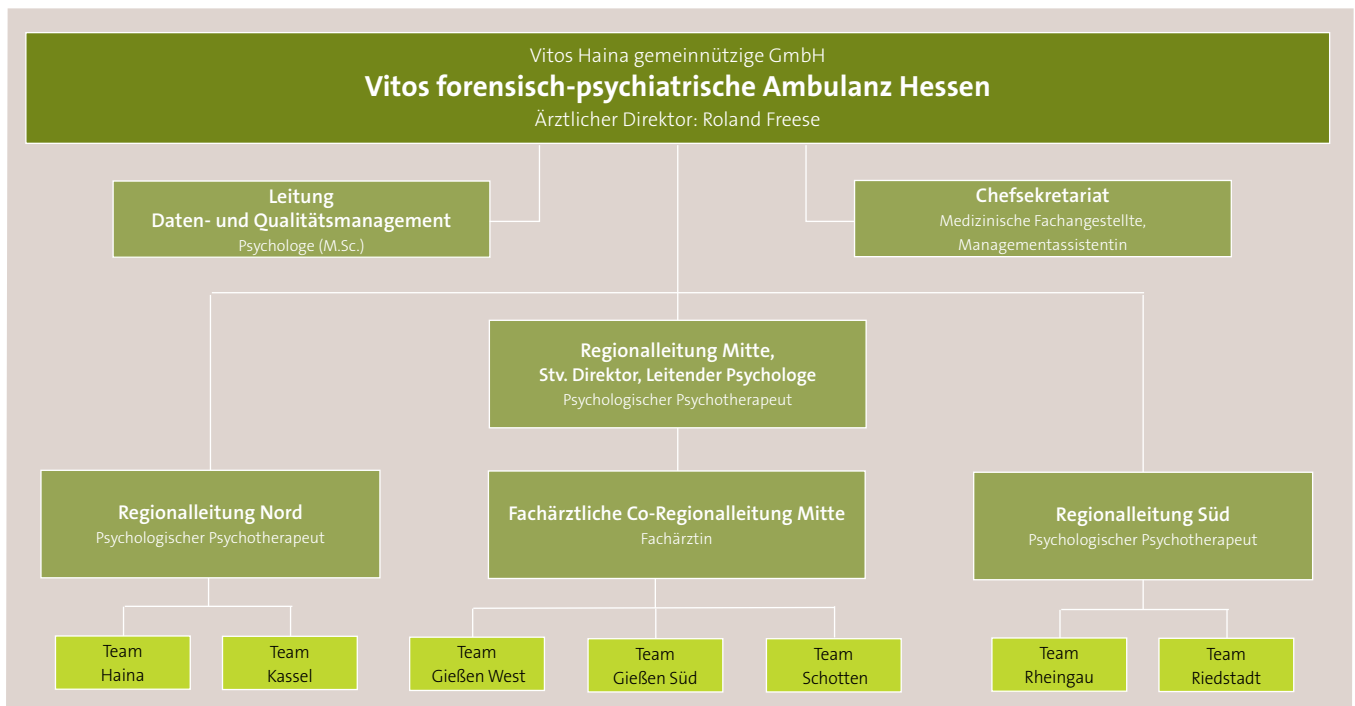 Vitos Haina gemeinnützige GmbH
Vitos forensisch-psychiatrische Ambulanz Hessen
Ärztlicher Direktor: Roland Freese
Leitung
Daten- und Qualitätsmanagement
Psychologe (M.Sc.)
Chefsekretariat
Medizinische Fachangestellte,
Managementassistentin
Regionalleitung Mitte,
Stv. Direktor, Leitender Psychologe
Psychologischer Psychotherapeut
Regionalleitung Nord
Psychologischer Psychotherapeut
Fachärztliche Co-Regionalleitung Mitte
Fachärztin
Regionalleitung Süd
Psychologischer Psychotherapeut
Team
Haina
Team
Kassel
Team
Gießen West
Team
Gießen Süd
Team
Schotten
Team
Rheingau
Team
Riedstadt